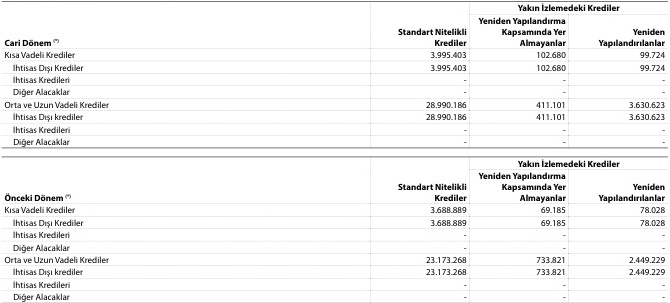 Yakın İzlemedeki Krediler
Cari Dönem (*) Standart Nitelikli Krediler Yeniden Yapılandırma Kapsamında Yer Almayanlar Yeniden Yapılandırılanlar
Kısa Vadeli Krediler 3.995.403 102.680 99.724
İhtisas Dışı Krediler 3.995.403 102.680 99.724
İhtisas Kredileri - - -
Diğer Alacaklar - - -
Orta ve Uzun Vadeli Krediler 28.990.186 411.101 3.630.623
İhtisas Dışı krediler 28.990.186 411.101 3.630.623
İhtisas Kredileri - - -
Diğer Alacaklar - - -
Yakın İzlemedeki Krediler
Önceki Dönem (*) Standart Nitelikli Krediler Yeniden Yapılandırma Kapsamında Yer Almayanlar Yeniden Yapılandırılanlar
Kısa Vadeli Krediler 3.688.889 69.185 78.028
İhtisas Dışı Krediler 3.688.889 69.185 78.028
İhtisas Kredileri - - -
Diğer Alacaklar - - -
Orta ve Uzun Vadeli Krediler 23.173.268 733.821 2.449.229
İhtisas Dışı krediler 23.173.268 733.821 2.449.229
İhtisas Kredileri - - -
Diğer Alacaklar - - -